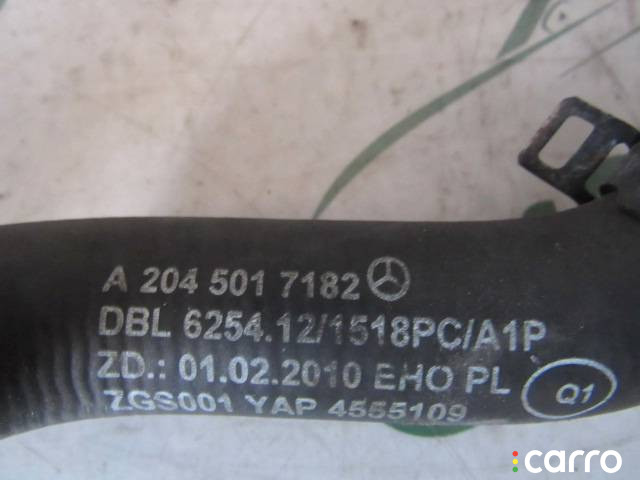 A 204 501 7182
DBL 6254.12/1518PC/A1P
ZD.: 01.02.2010 EHO PL
Q1
ZGS001 YAP 4555109
carro